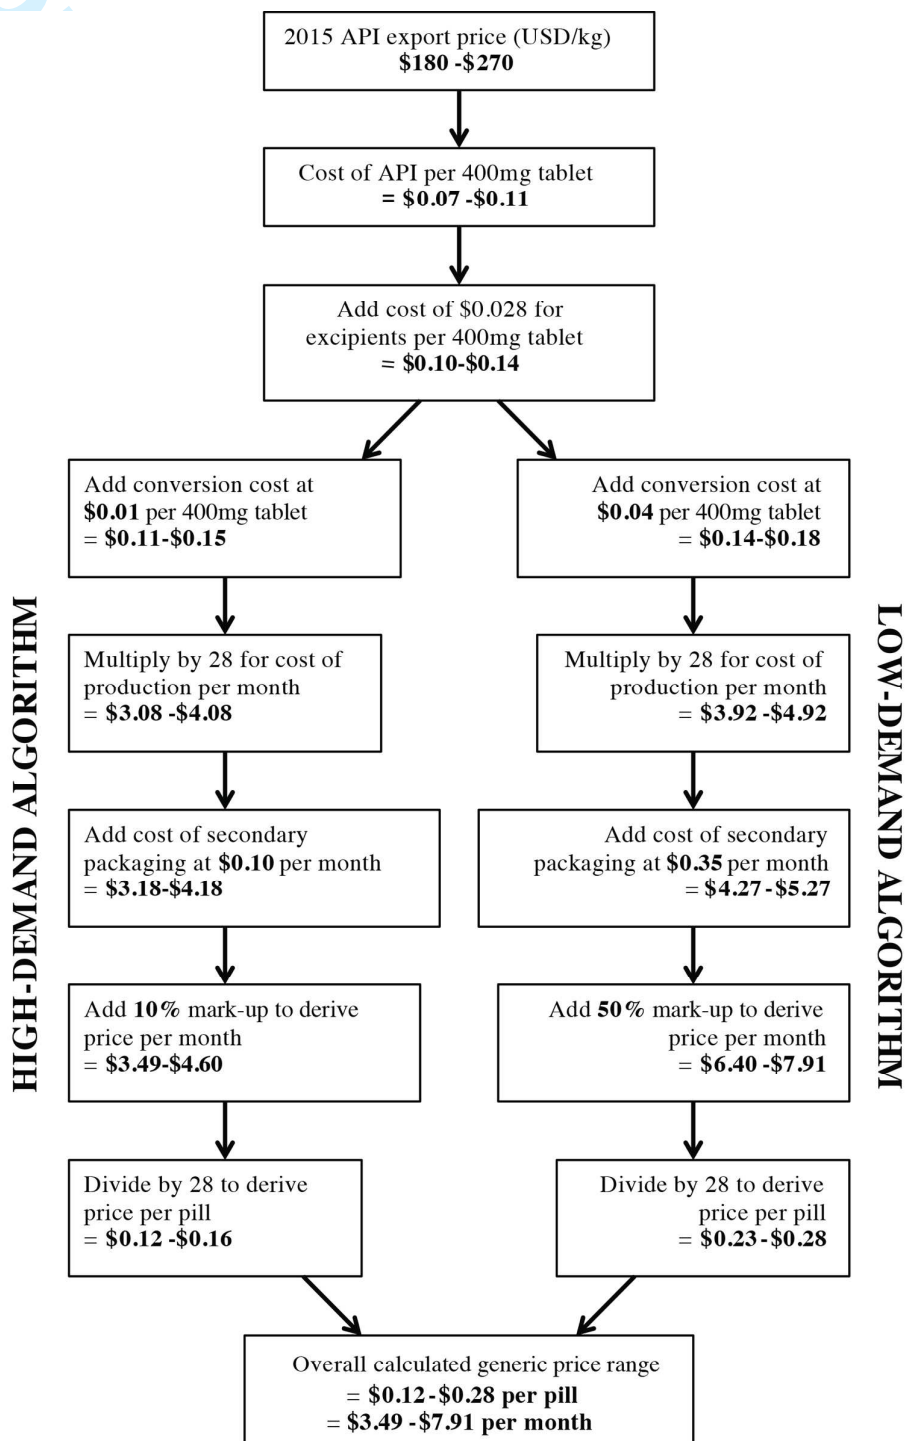 2015 API export price (USD/kg)
$180 -$270
Cost of API per 400mg tablet
= $0.07 -$0.11
Add cost of $0.028 for
excipients per 400mg tablet
= $0.10-$0.14
Add conversion cost at
$0.01 per 400mg tablet
= $0.11-$0.15
Add conversion cost at
$0.04 per 400mg tablet
= $0.14-$0.18
HIGH-DEMAND ALGORITHM
LOW-DEMAND ALGORITHM
Multiply by 28 for cost of
production per month
= $3.08 -$4.08
Multiply by 28 for cost of
production per month
= $3.92 -$4.92
Add cost of secondary
packaging at $0.10 per month
= $3.18-$4.18
Add cost of secondary
packaging at $0.35 per month
= $4.27-$5.27
Add 10% mark-up to derive
price per month
= $3.49-$4.60
Add 50% mark-up to derive
price per month
= $6.40 -$7.91
Divide by 28 to derive
price per pill
= $0.12 -$0.16
Divide by 28 to derive
price per pill
= $0.23-$0.28
Overall calculated generic price range
= $0.12-$0.28 per pill
= $3.49 -$7.91 per month